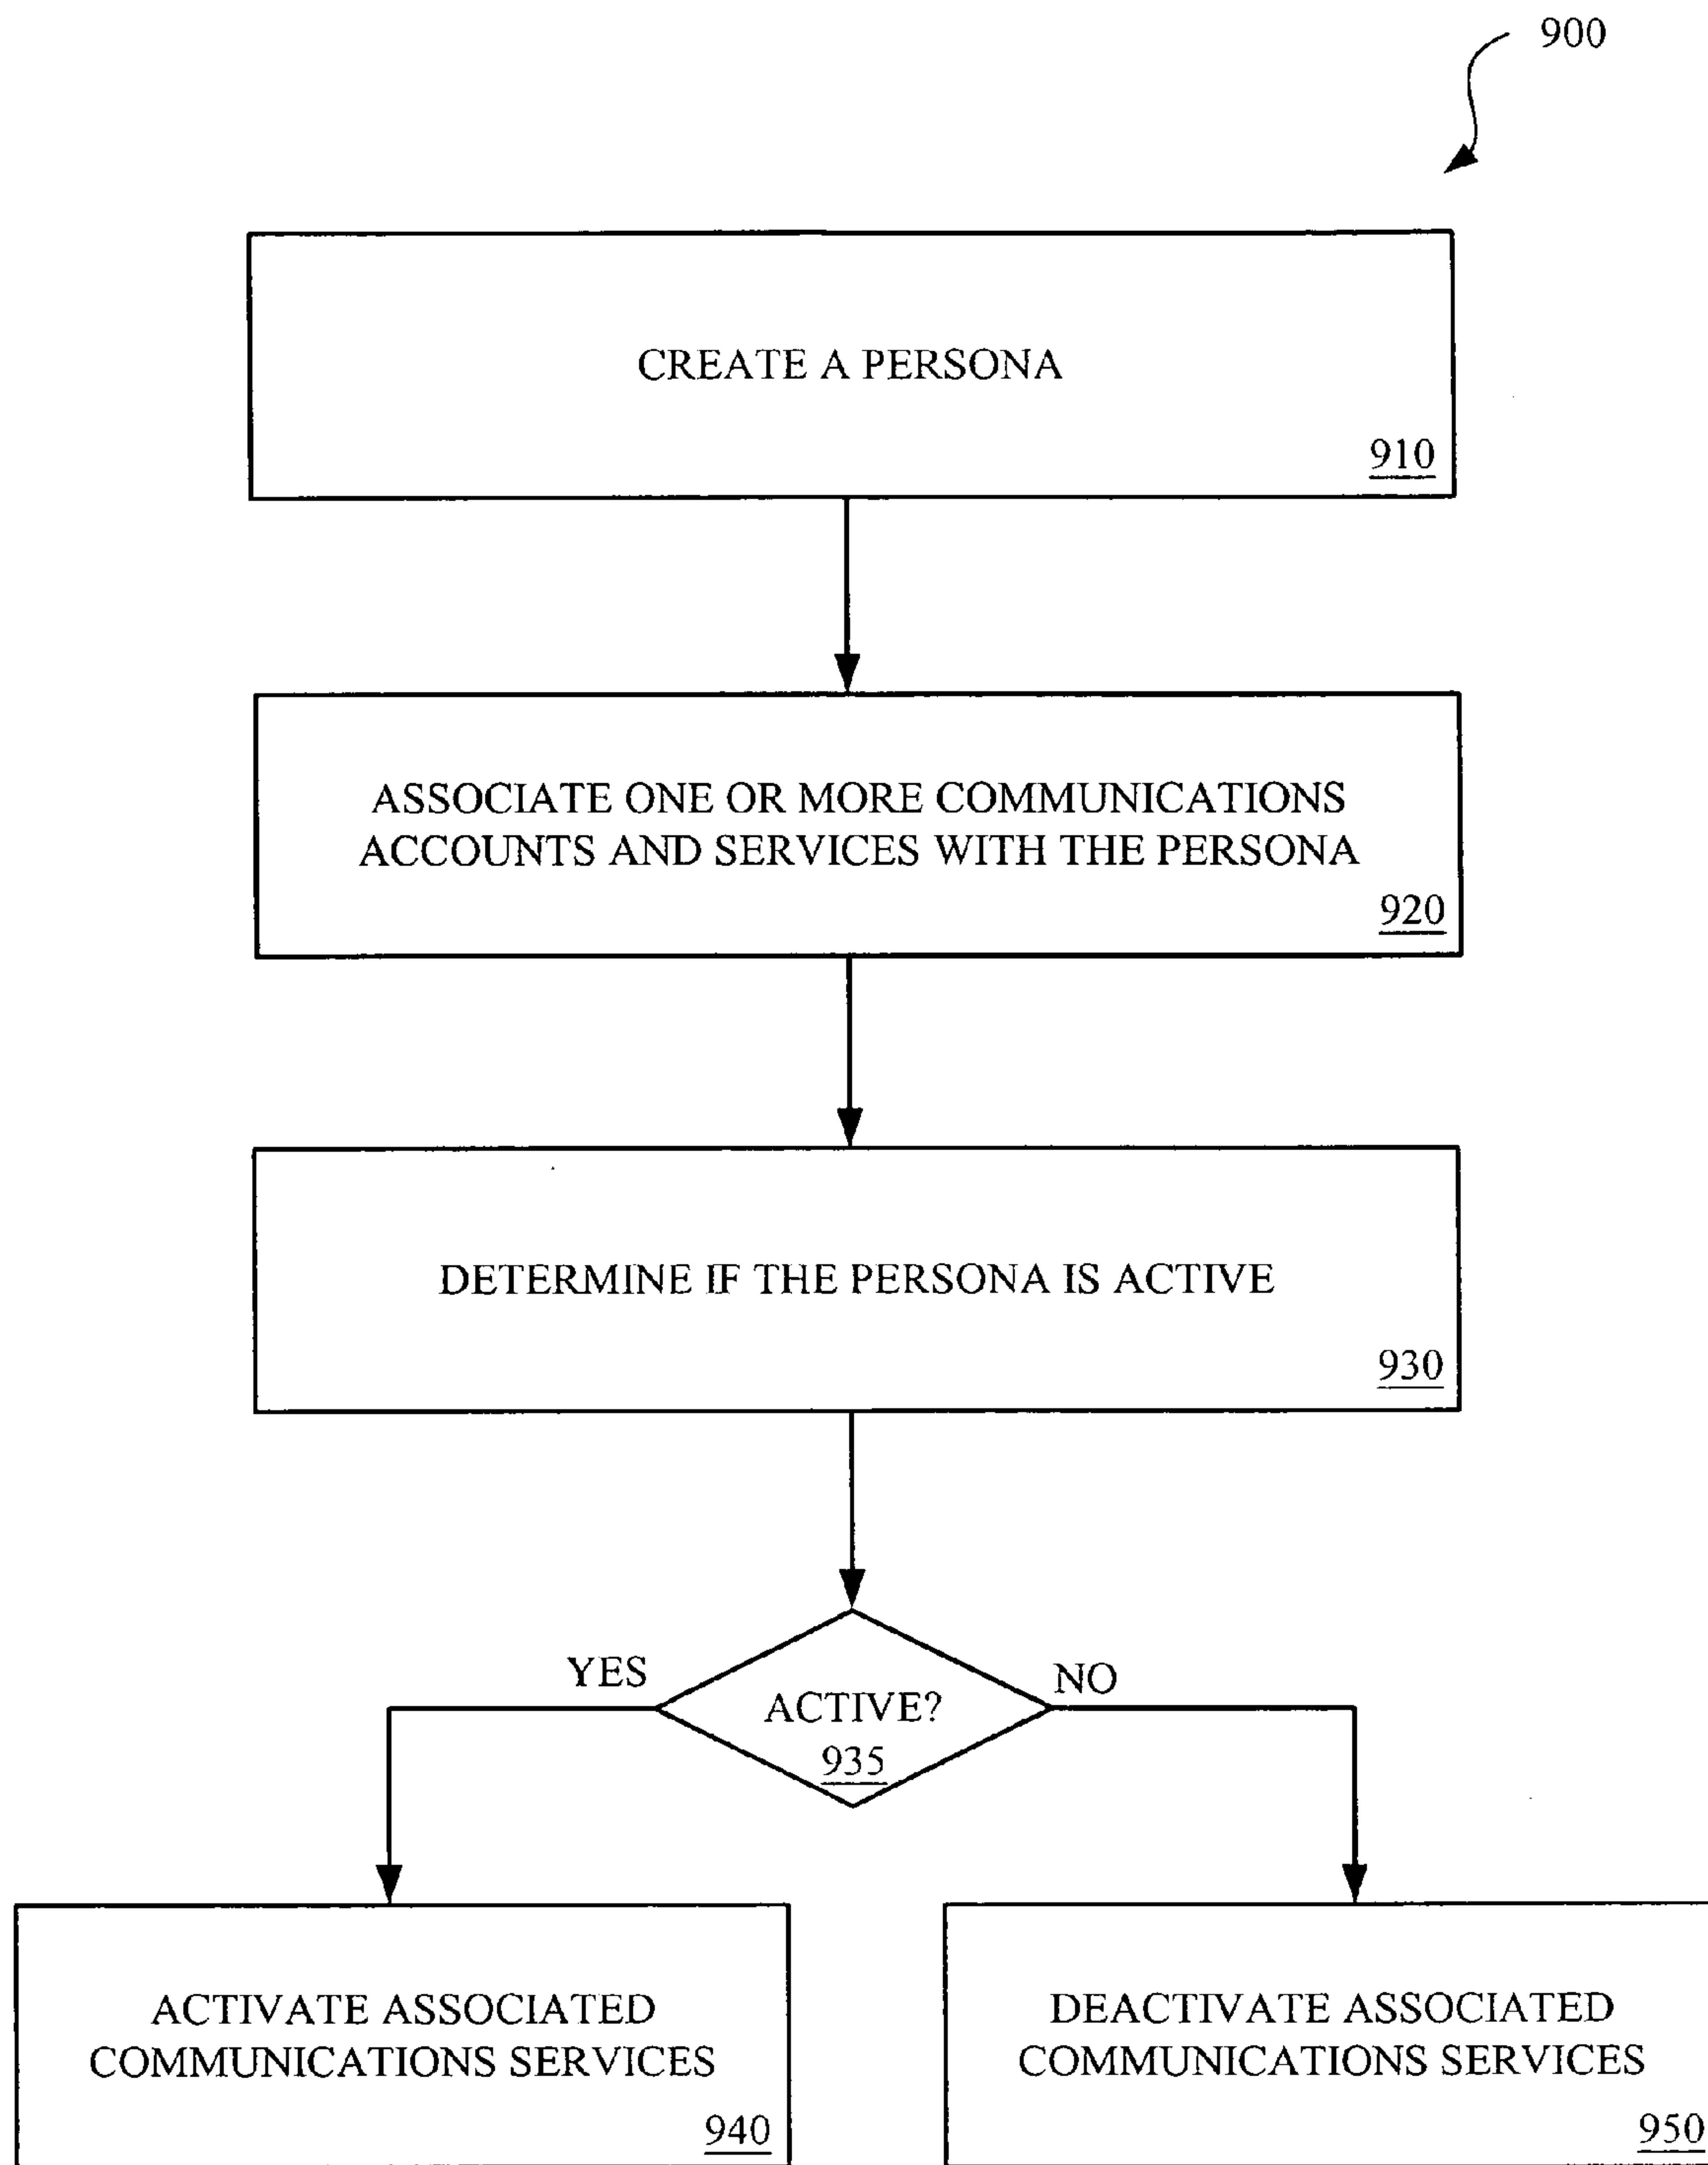 900
CREATE A PERSONA
910
ASSOCIATE ONE OR MORE COMMUNICATIONS
ACCOUNTS AND SERVICES WITH THE PERSONA
920
DETERMINE IF THE PERSONA IS ACTIVE
930
YES
NO
ACTIVE?
935
ACTIVATE ASSOCIATED
COMMUNICATIONS SERVICES
940
DEACTIVATE ASSOCIATED
COMMUNICATIONS SERVICES
950